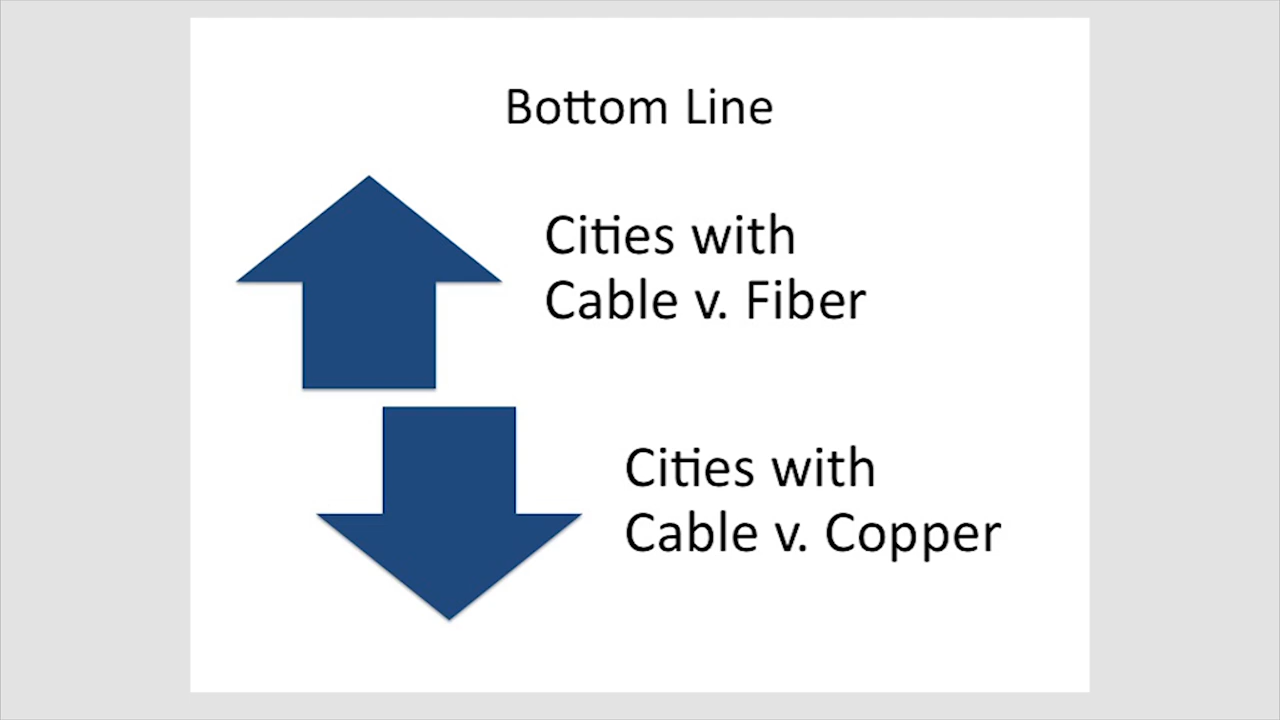 Bottom Line
Cities with
Cable v. Fiber
Cities with
Cable v. Copper